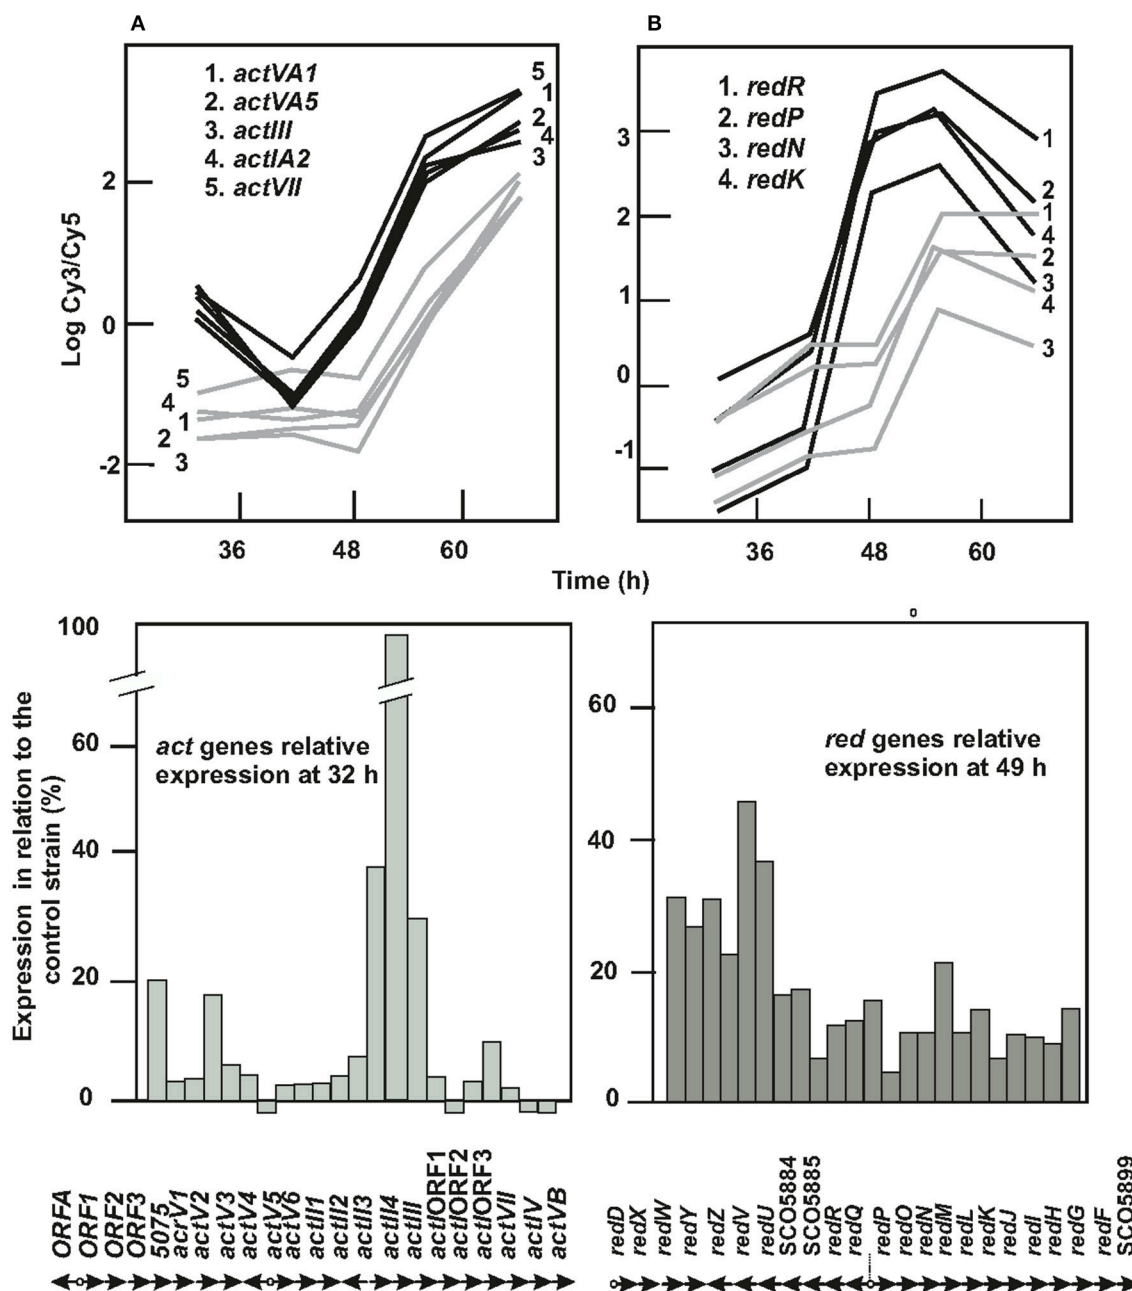 A
B
1. actVA1
2. actVA5
3. actIII
4. actIA2
5. actVII
5
1
2
4
3
5
4
1
2
3
2
0
-2
36
48
60
Log Cy3/Cy5
1. redR
2. redP
3. redN
4. redK
1
2
1
4
2
3
4
3
3
2
1
0
-1
36
48
60
Time (h)
100
60
40
20
0
Expression in relation to the
control strain (%)
act genes relative
expression at 32 h
60
40
20
0
red genes relative
expression at 49 h
ORFA
ORF1
ORF2
ORF3
5075
acrV1
actV2
actV3
actV4
actV5
actV6
actII1
actII2
actII3
actII4
actIII
actIORF1
actIORF2
actIORF3
actVII
actIV
actVB
redD
redX
redW
redY
redZ
redV
redU
SCO5884
SCO5885
redR
redQ
redP
redO
redN
redM
redL
redK
redJ
redI
redH
redG
redF
SCO5899